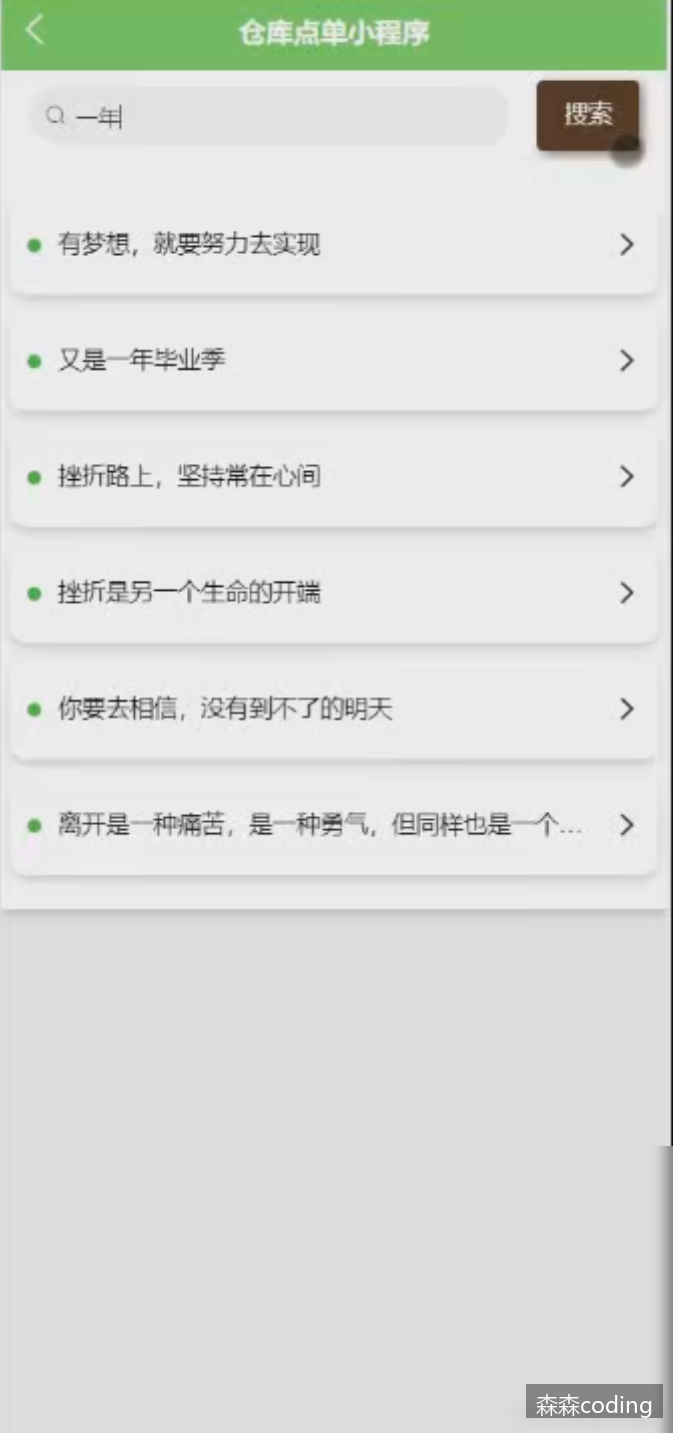 仓库点单小程序
一年
搜索
有梦想，就要努力去实现
又是一年毕业季
挫折路上，坚持常在心间
挫折是另一个生命的开端
你要去相信，没有到不了的明天
离开是一种痛苦，是一种勇气，但同样也是一个...
森森coding